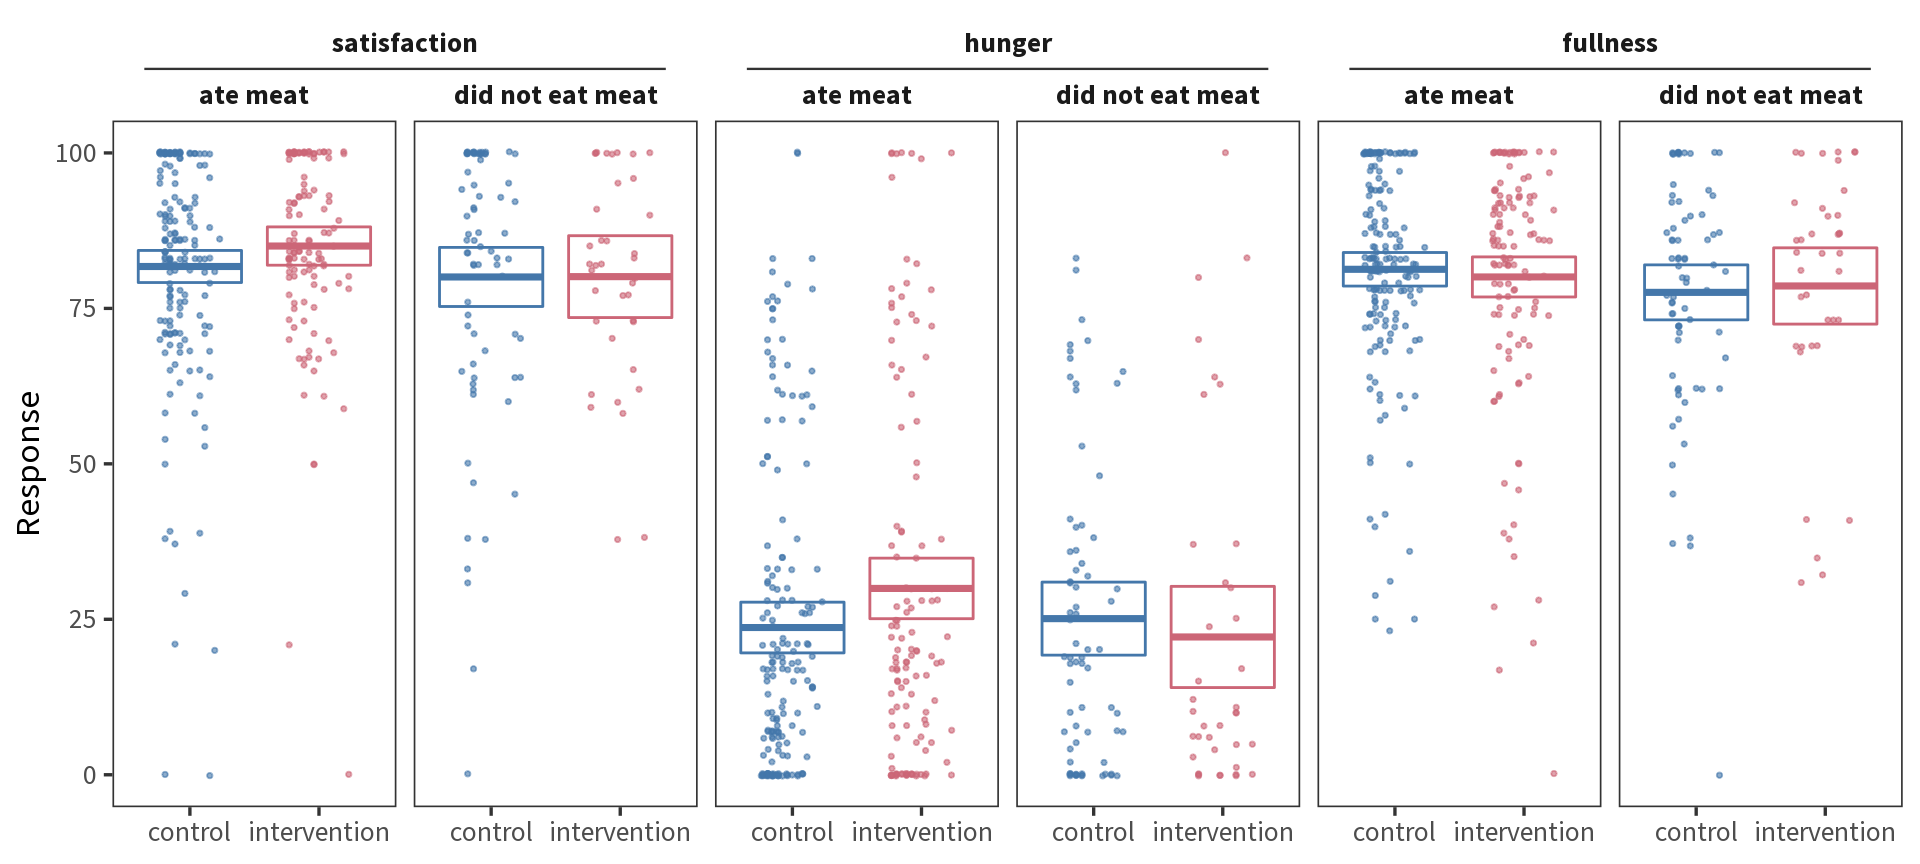 satisfaction hunger fullness
ate meat did not eat meat ate meat did not eat meat ate meat did not eat meat
100
75
50
25
0
Response
control intervention control intervention control intervention control intervention control intervention control intervention